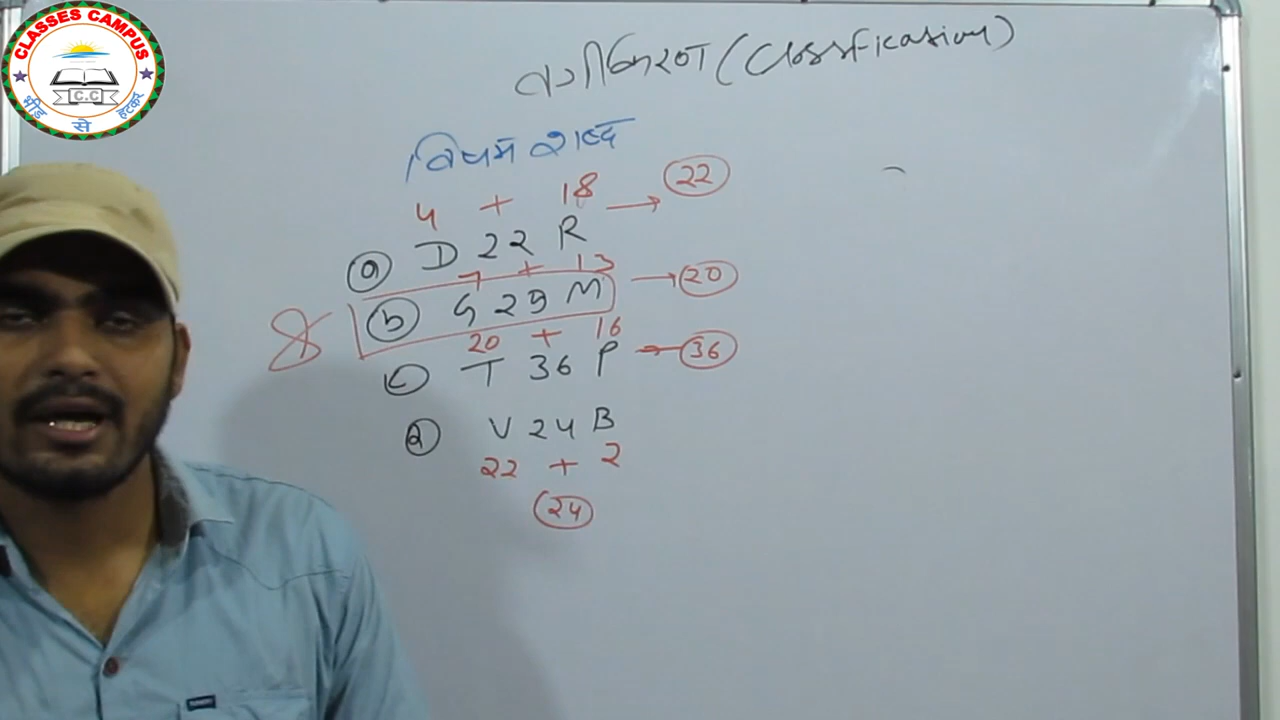 CLASSES CAMPUS
C.C
भीड़ से हटकर
वर्गीकरण (Classification)
विषम शब्द
4 + 18 → 22
(a) D 22 R
7 + 13 → 20
(b) G 29 M
20 + 16
(c) T 36 P → 36
(d) V 24 B
22 + 2
24